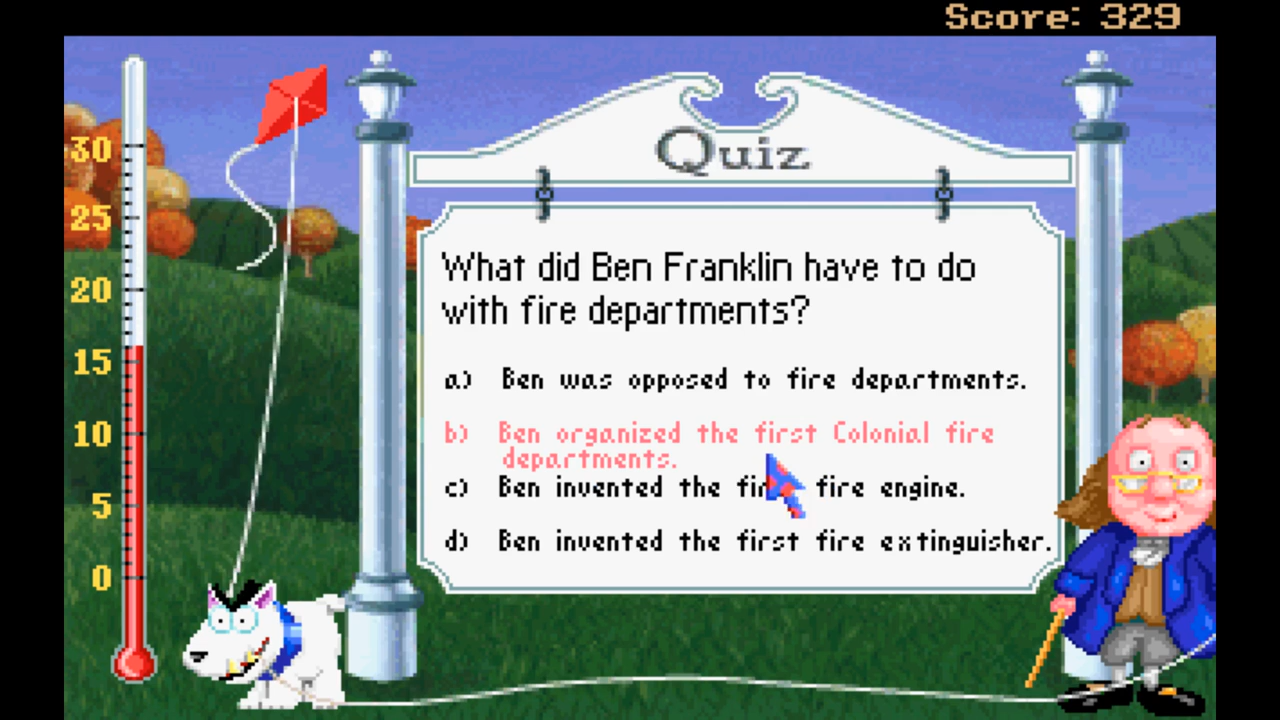 Score: 329
Quiz
30
25
20
15
10
5
0
What did Ben Franklin have to do
with fire departments?
a) Ben was opposed to fire departments.
b) Ben organized the first Colonial fire
departments.
c) Ben invented the first fire engine.
d) Ben invented the first fire extinguisher.